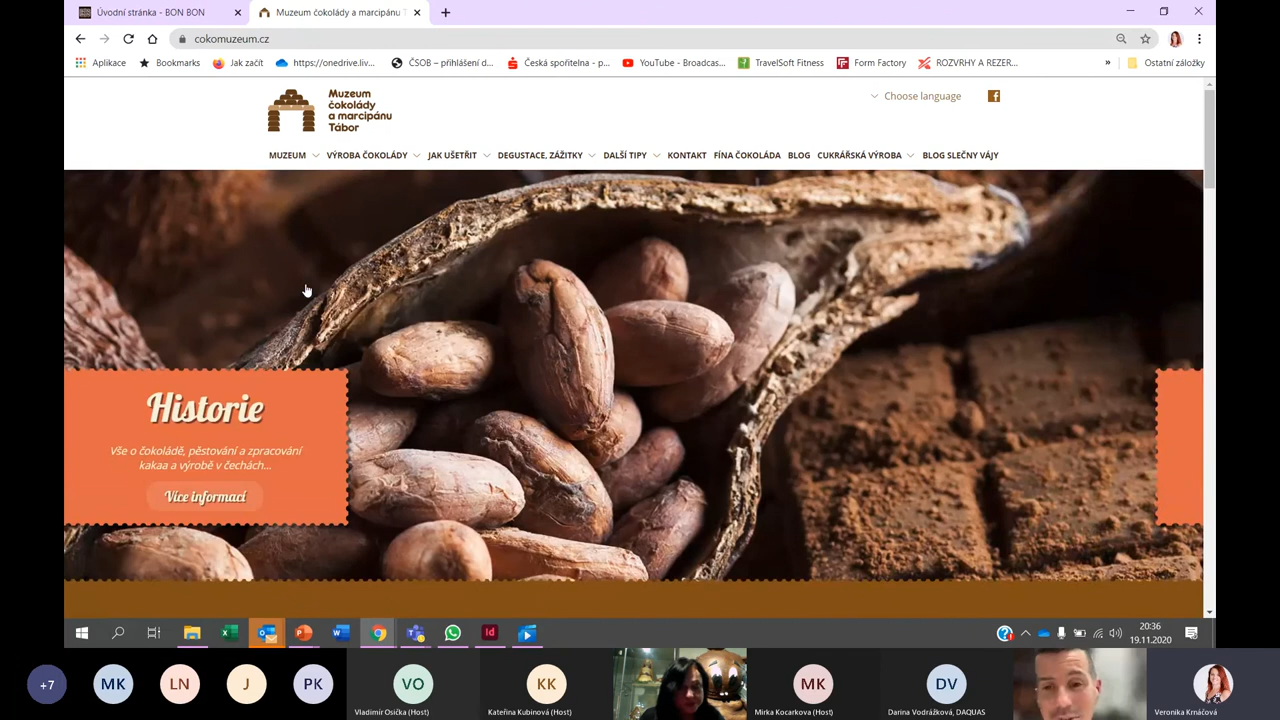 Úvodní stránka - BON BON
Muzeum čokolády a marcipánu T
cokomuzeum.cz
Aplikace
Bookmarks
Jak začít
https://onedrive.liv...
ČSOB – přihlášení d...
Česká spořitelna - p...
YouTube - Broadcas...
TravelSoft Fitness
Form Factory
ROZVRHY A REZER...
»
Ostatní záložky
Muzeum
čokolády
a marcipánu
Tábor
Choose language
MUZEUM
VÝROBA ČOKOLÁDY
JAK UŠETŘIT
DEGUSTACE, ZÁŽITKY
DALŠÍ TIPY
KONTAKT
FÍNA ČOKOLÁDA
BLOG
CUKRÁŘSKÁ VÝROBA
BLOG SLEČNY VÁJY
Historie
Vše o čokoládě, pěstování a zpracování
kakaa a výrobě v čechách...
Více informací
20:36
19.11.2020
+7
MK
LN
J
PK
VO
Vladimír Osička (Host)
KK
Kateřina Kubínová (Host)
MK
Mirka Kocarkova (Host)
DV
Darina Vodrážková, DAQUAS
Veronika Krnáčová